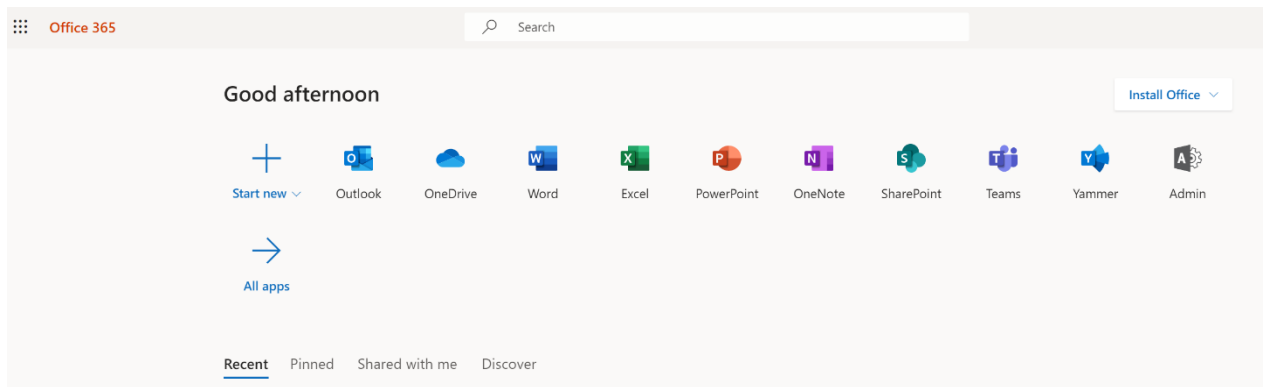 Office 365
Search
Good afternoon
Install Office
Start new
Outlook
OneDrive
Word
Excel
PowerPoint
OneNote
SharePoint
Teams
Yammer
Admin
All apps
Recent
Pinned
Shared with me
Discover